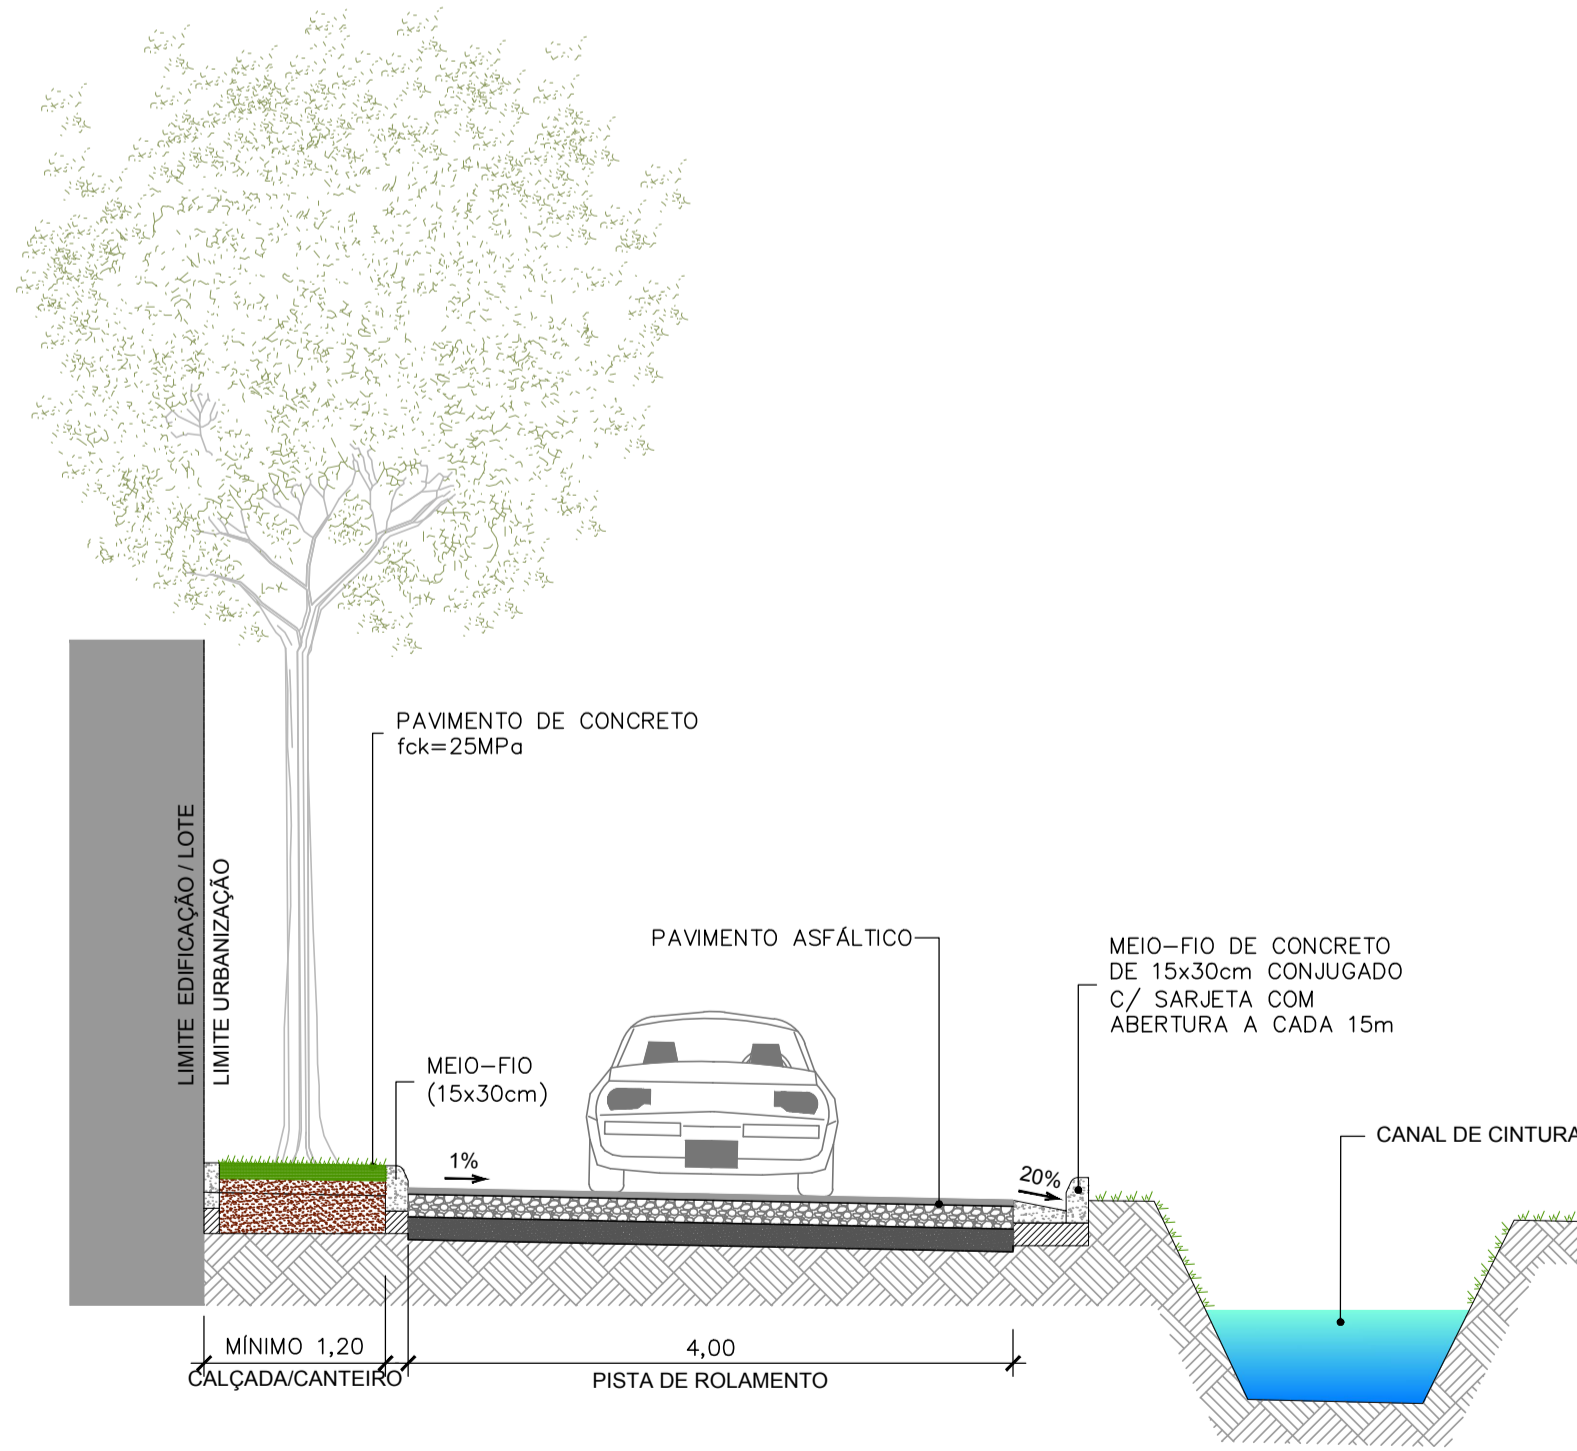 PAVIMENTO DE CONCRETO
fck=25MPa
LIMITE EDIFICAÇÃO / LOTE
LIMITE URBANIZAÇÃO
PAVIMENTO ASFÁLTICO
MEIO-FIO DE CONCRETO
DE 15x30cm CONJUGADO
C/ SARJETA COM
ABERTURA A CADA 15m
MEIO-FIO
(15x30cm)
CANAL DE CINTURA
1%
20%
MÍNIMO 1,20
CALÇADA/CANTEIRO
4,00
PISTA DE ROLAMENTO